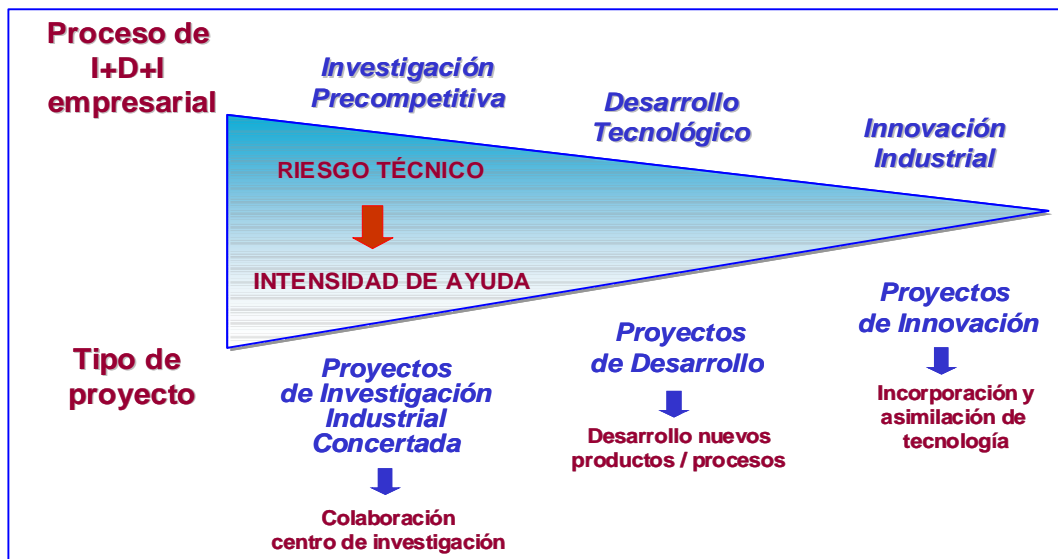 Proceso de
I+D+I
empresarial
Investigación
Precompetitiva
Desarrollo
Tecnológico
Innovación
Industrial
RIESGO TÉCNICO
INTENSIDAD DE AYUDA
Tipo de
proyecto
Proyectos
de Investigación
Industrial
Concertada
Colaboración
centro de investigación
Proyectos
de Desarrollo
Desarrollo nuevos
productos / procesos
Proyectos
de Innovación
Incorporación y
asimilación de
tecnología